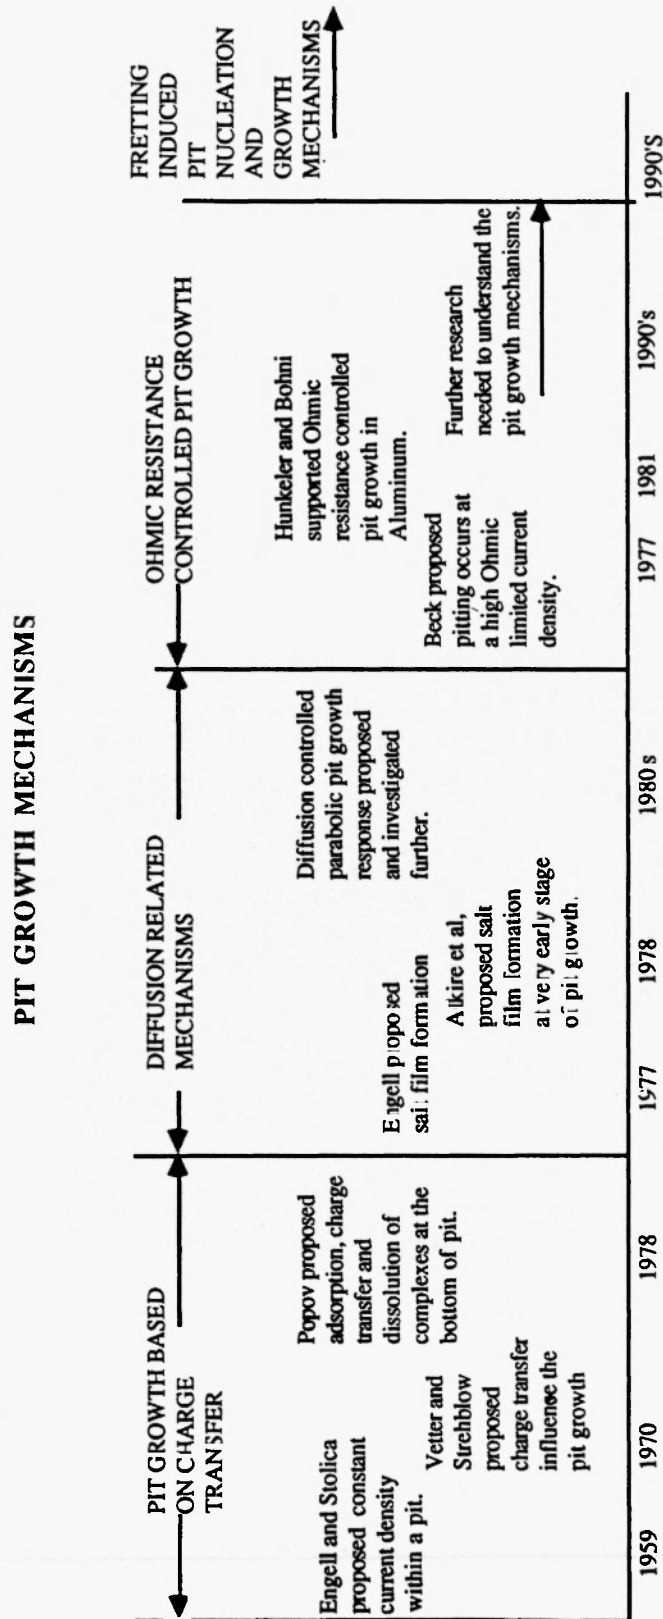 PIT GROWTH MECHANISMS
PIT GROWTH BASED
ON CHARGE
TRANSFER
DIFFUSION RELATED
MECHANISMS
OHMIC RESISTANCE
CONTROLLED PIT GROWTH
FRETTING
INDUCED
PIT
NUCLEATION
AND
GROWTH
MECHANISMS
Engell and Stolica
proposed constant
current density
within a pit.
Vetter and
Strehblow
proposed
charge transfer
influense the
pit growth
Popov proposed
adsorption, charge
transfer and
dissolution of
complexes at the
bottom of pit.
Engell proposed
salt film formation
Alkire et al,
proposed salt
film formation
at very early stage
of pit growth.
Diffusion controlled
parabolic pit growth
response proposed
and investigated
further.
Beck proposed
pitting occurs at
a high Ohmic
limited current
density.
Hunkeler and Bohni
supported Ohmic
resistance controlled
pit growth in
Aluminum.
Further research
needed to understand the
pit growth mechanisms.
1959 1970 1978 1977 1978 1980s 1977 1981 1990's 1990'S